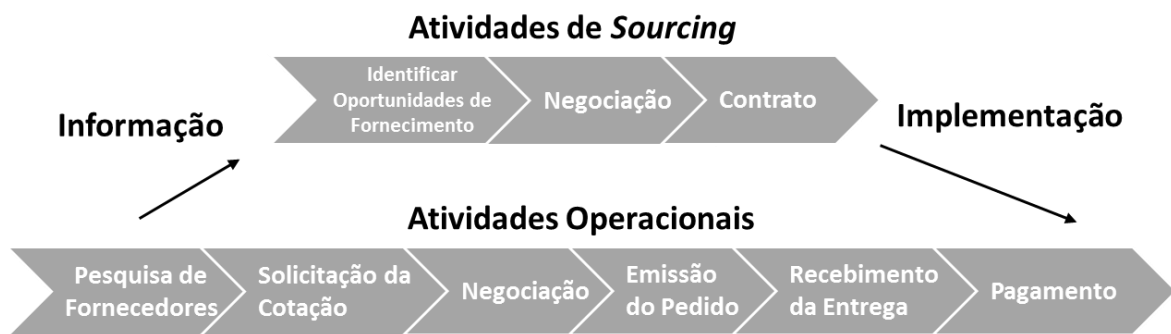 Atividades de Sourcing
Identificar
Oportunidades de
Fornecimento
Negociação
Contrato
Informação
Implementação
Atividades Operacionais
Pesquisa de
Fornecedores
Solicitação da
Cotação
Negociação
Emissão
do Pedido
Recebimento
da Entrega
Pagamento